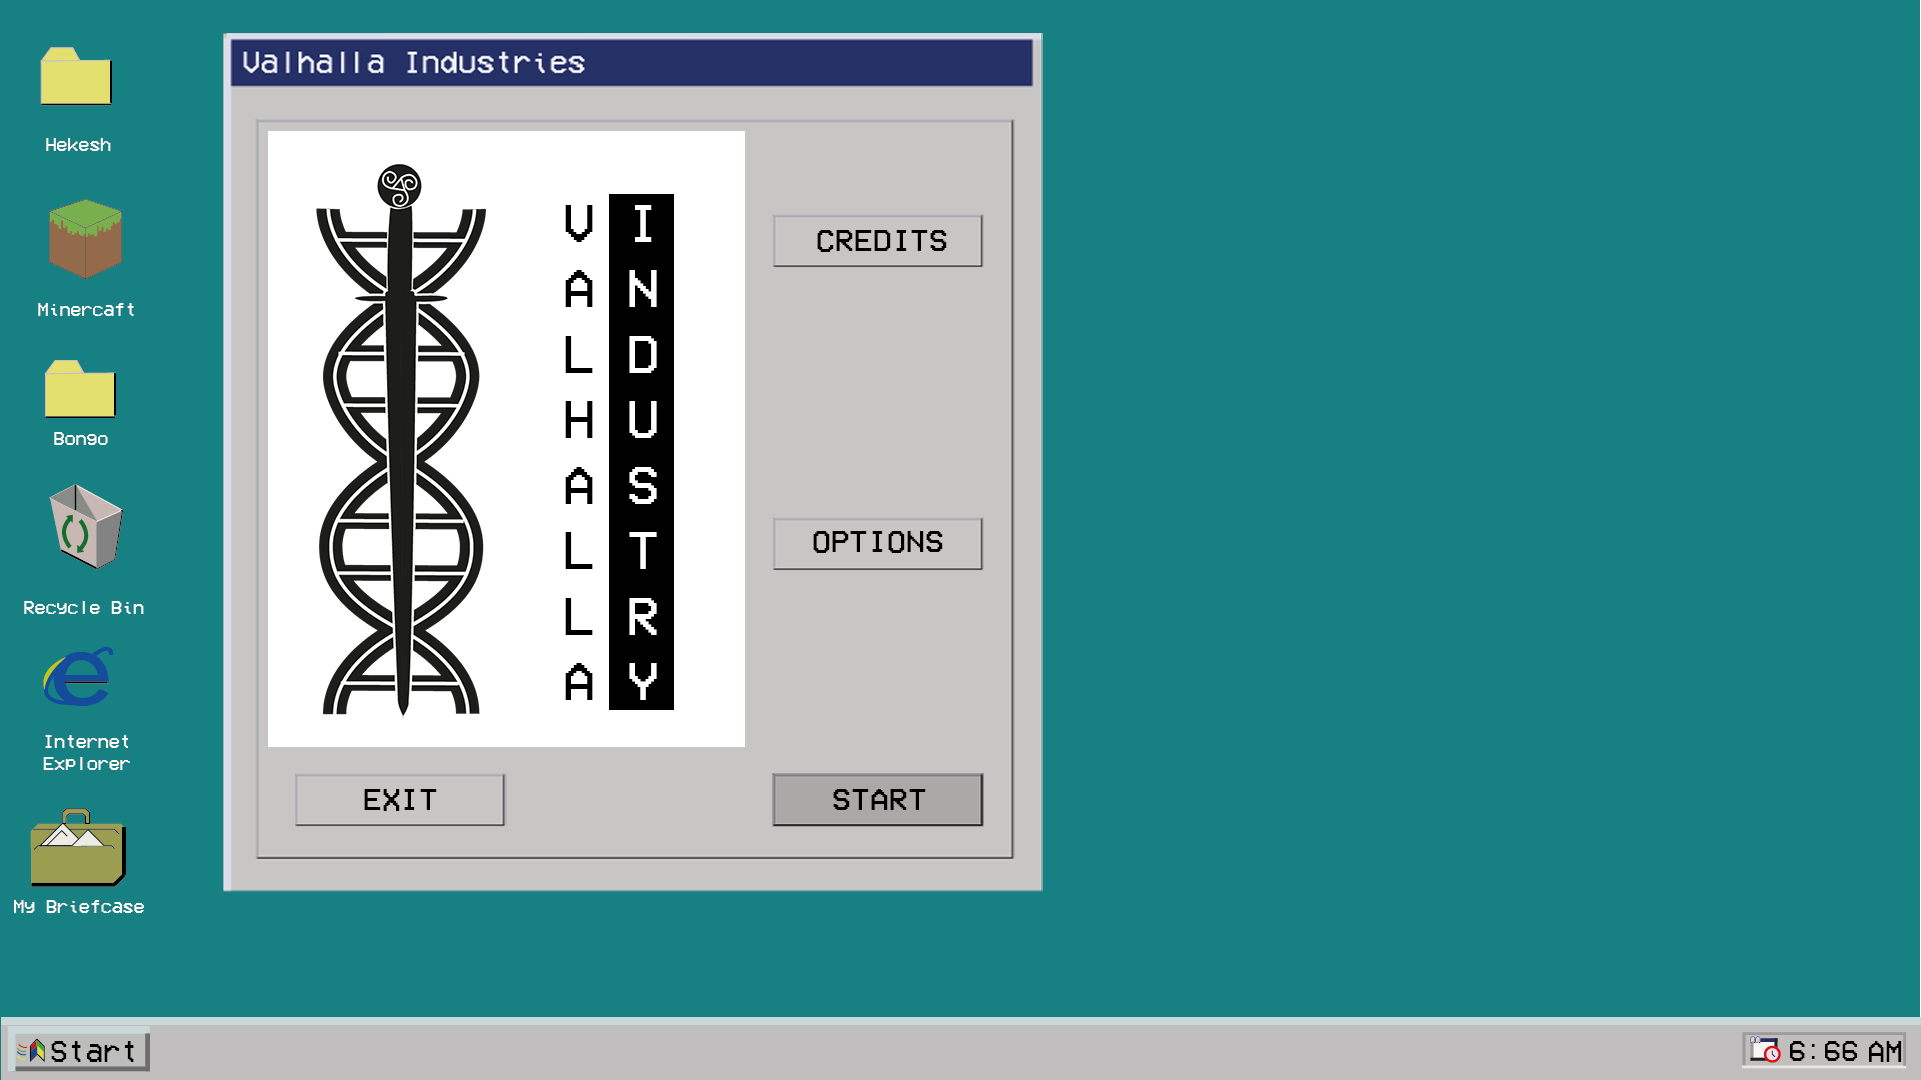 Valhalla Industries
Hekesh
Minercaft
Bongo
Recycle Bin
Internet
Explorer
My Briefcase
VALHALLA
INDUSTRY
CREDITS
OPTIONS
EXIT
START
Start
6:66 AM